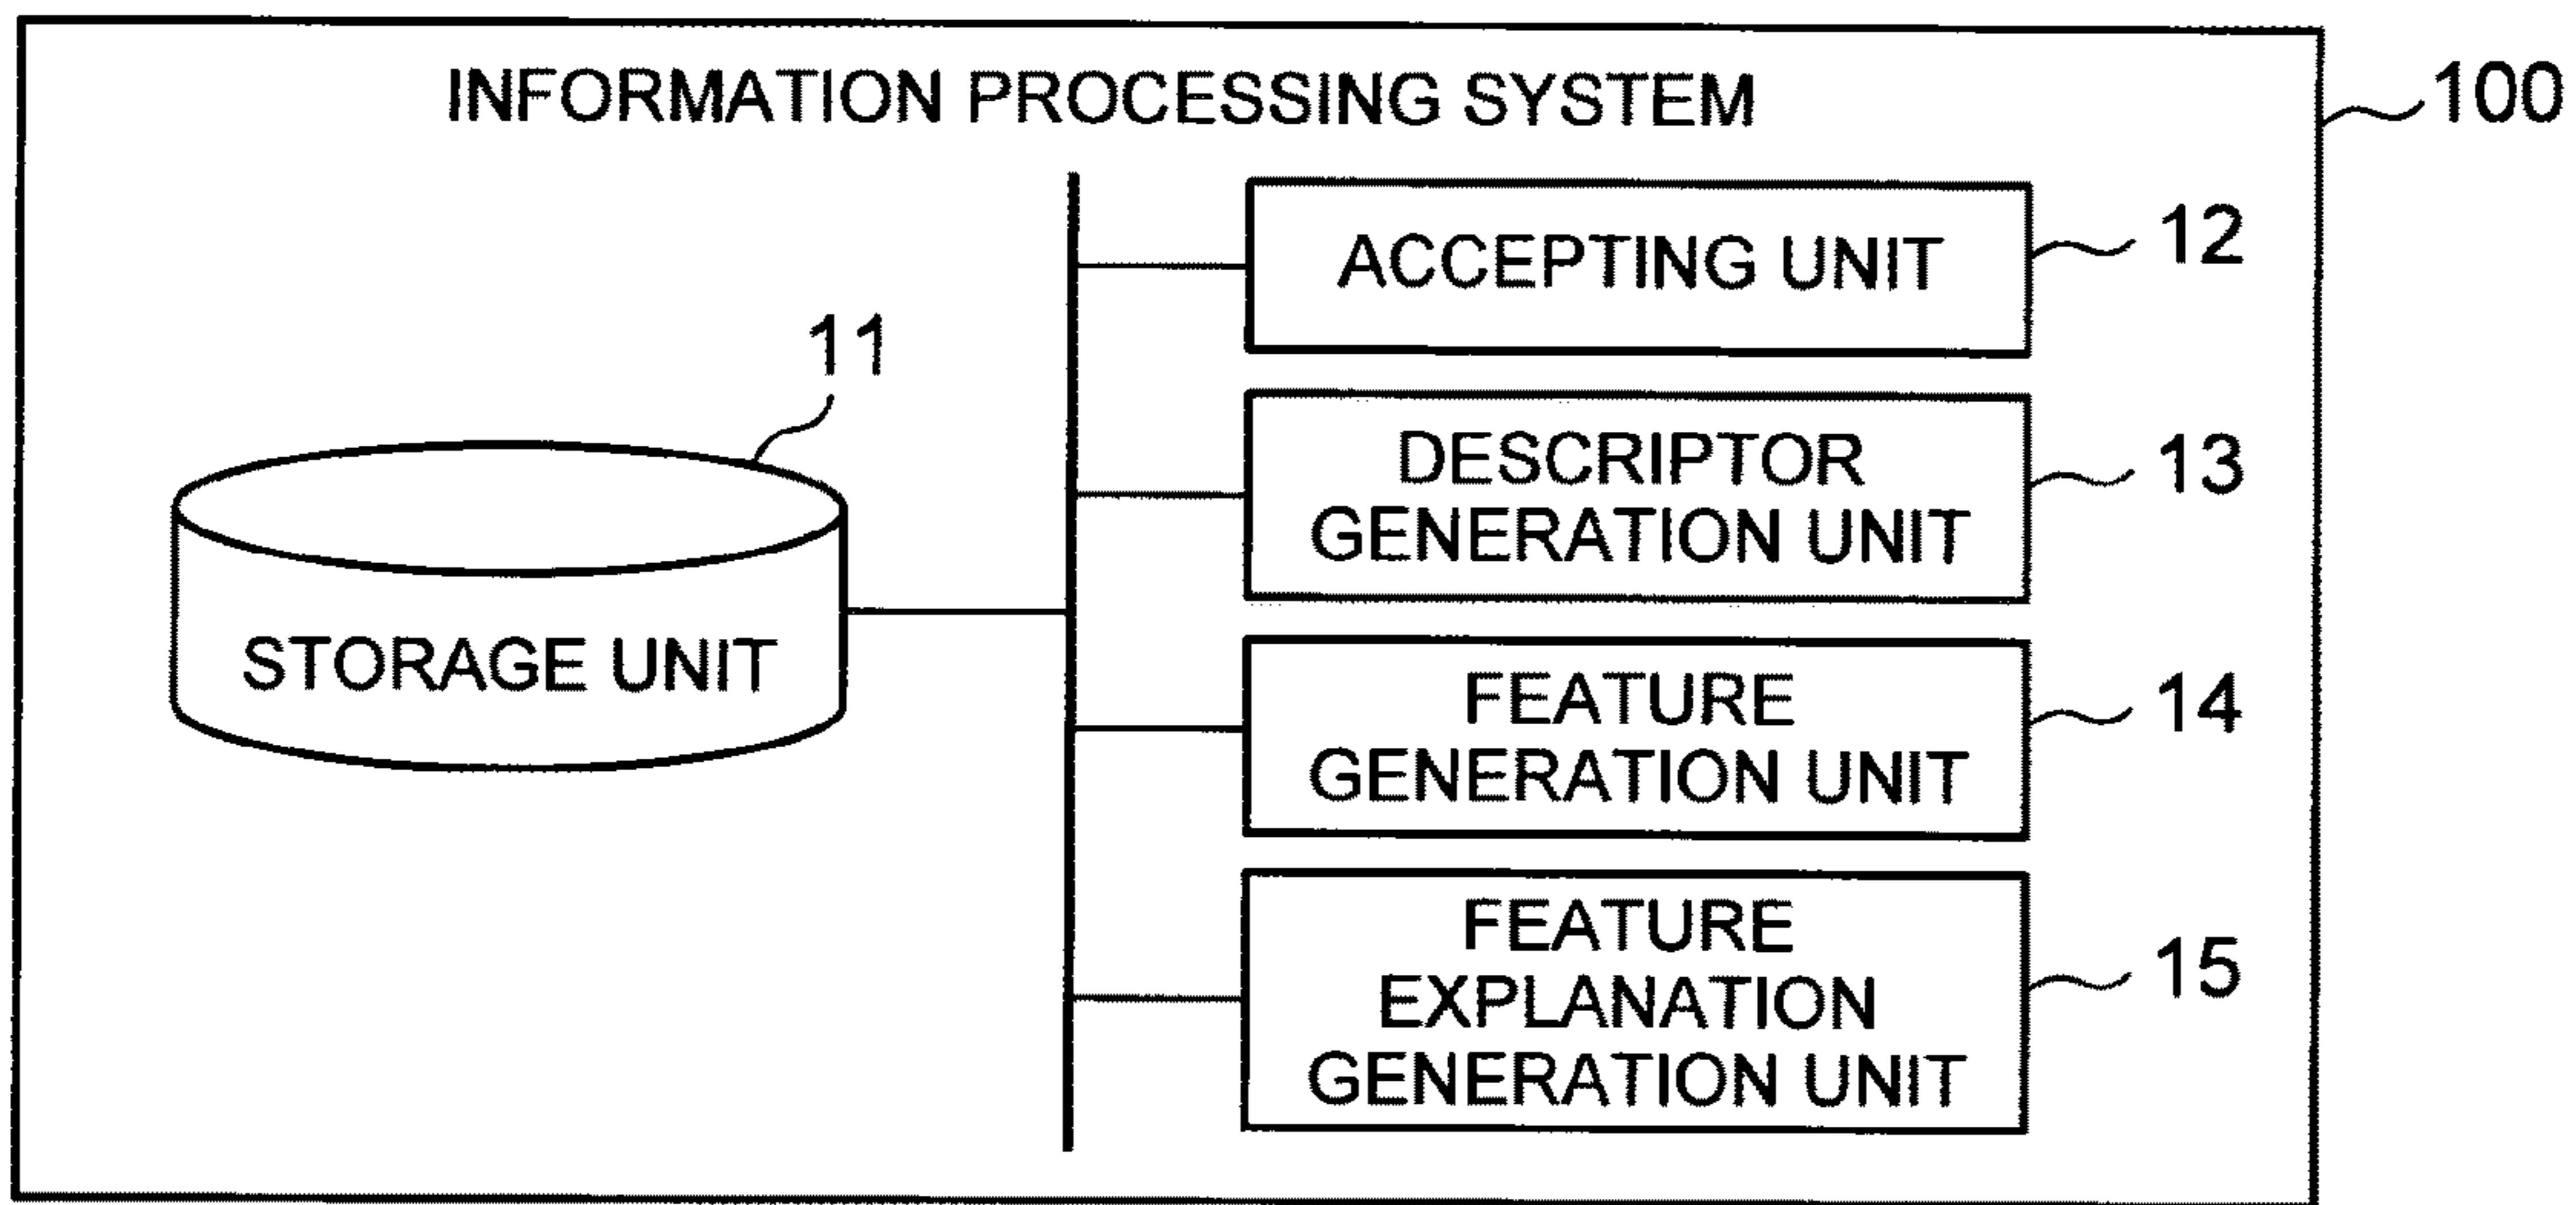 INFORMATION PROCESSING SYSTEM
100
ACCEPTING UNIT
12
11
DESCRIPTOR
GENERATION UNIT
13
STORAGE UNIT
FEATURE
GENERATION UNIT
14
FEATURE
EXPLANATION
GENERATION UNIT
15